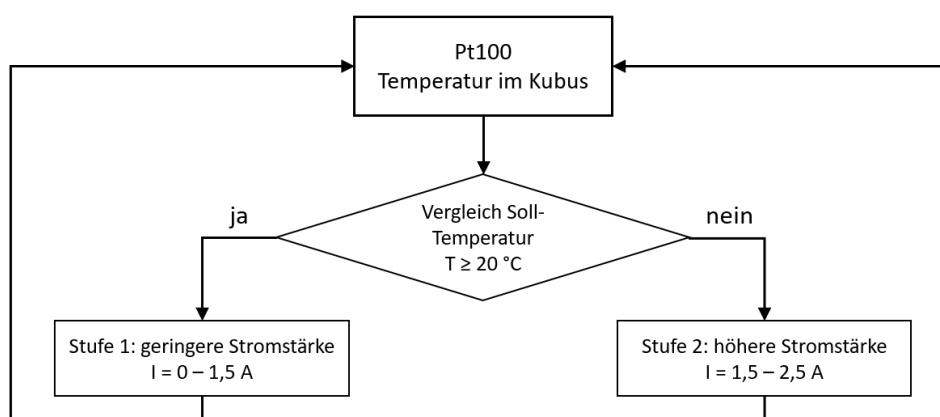 Pt100
Temperatur im Kubus
ja
Vergleich Soll-
Temperatur
T ≥ 20 °C
nein
Stufe 1: geringere Stromstärke
I = 0 – 1,5 A
Stufe 2: höhere Stromstärke
I = 1,5 – 2,5 A